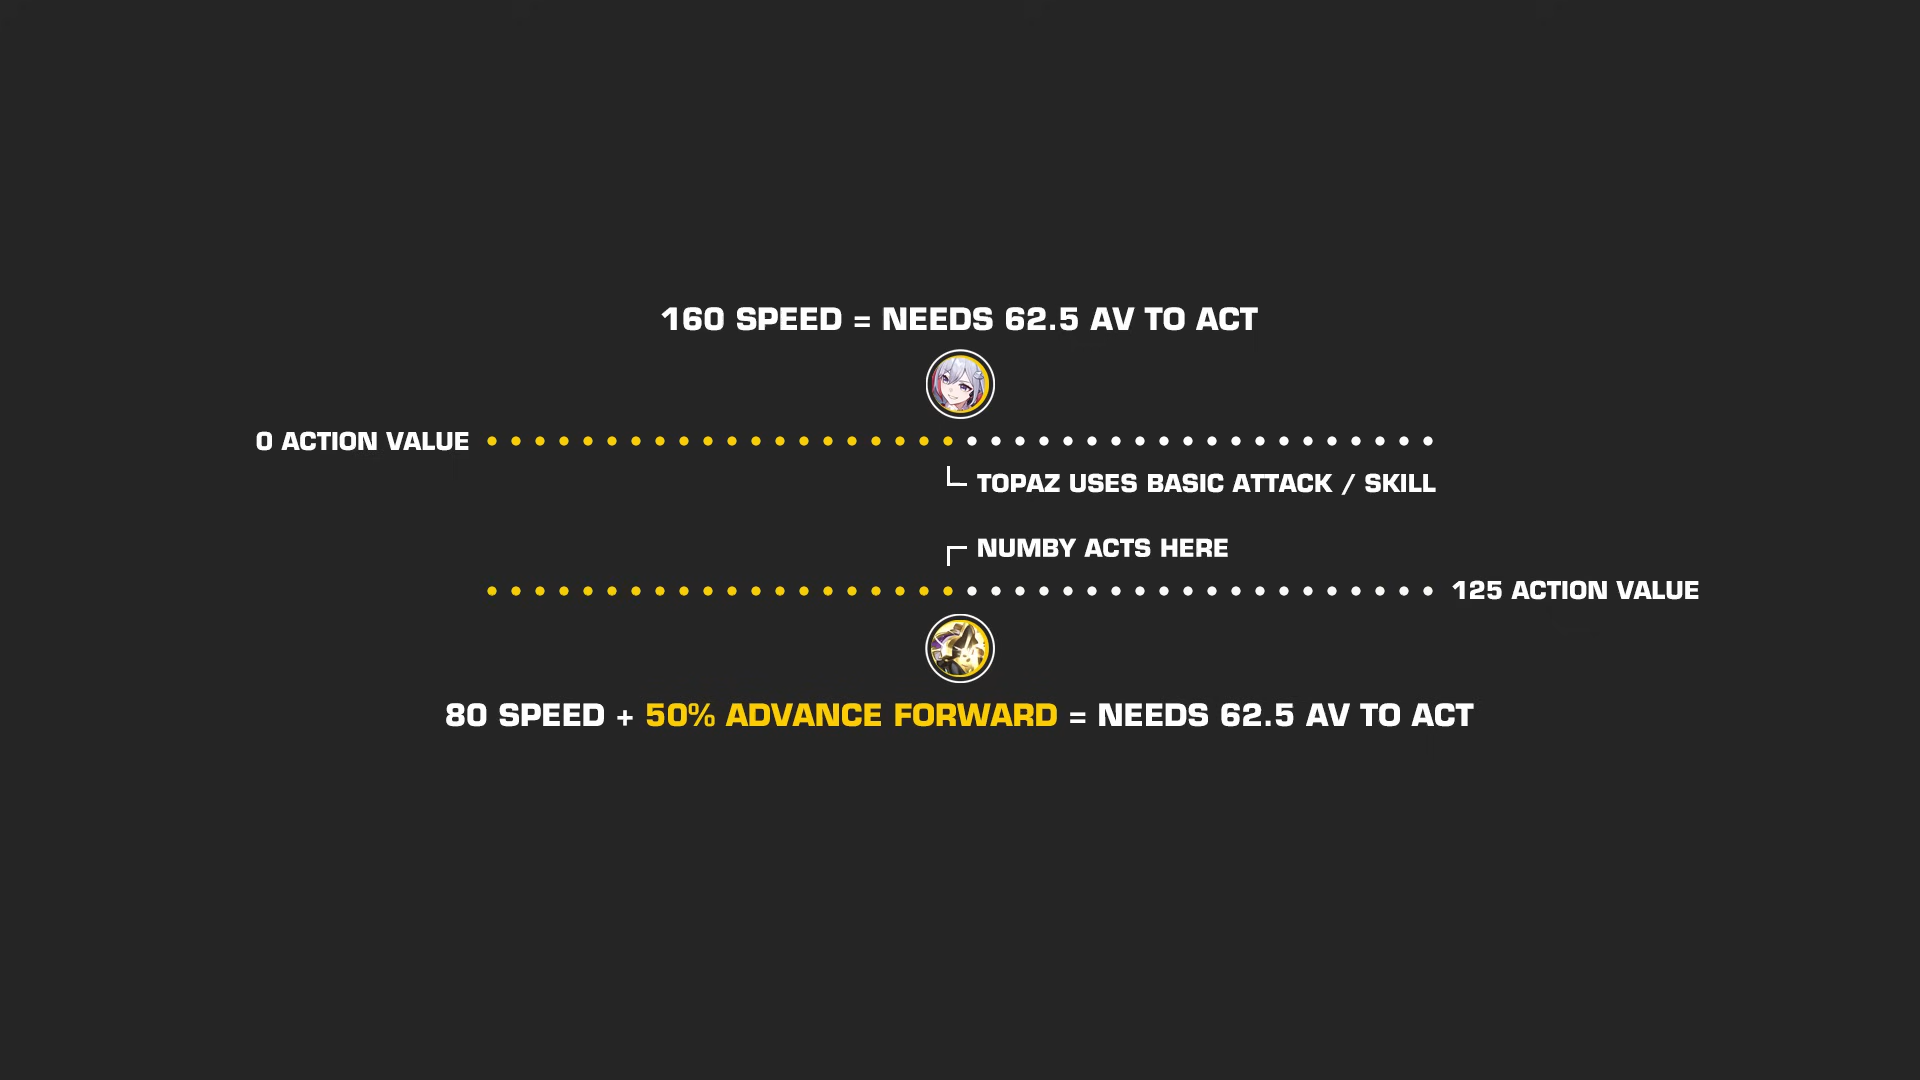 160 SPEED = NEEDS 62.5 AV TO ACT
0 ACTION VALUE
TOPAZ USES BASIC ATTACK / SKILL
NUMBY ACTS HERE
125 ACTION VALUE
80 SPEED + 50% ADVANCE FORWARD = NEEDS 62.5 AV TO ACT